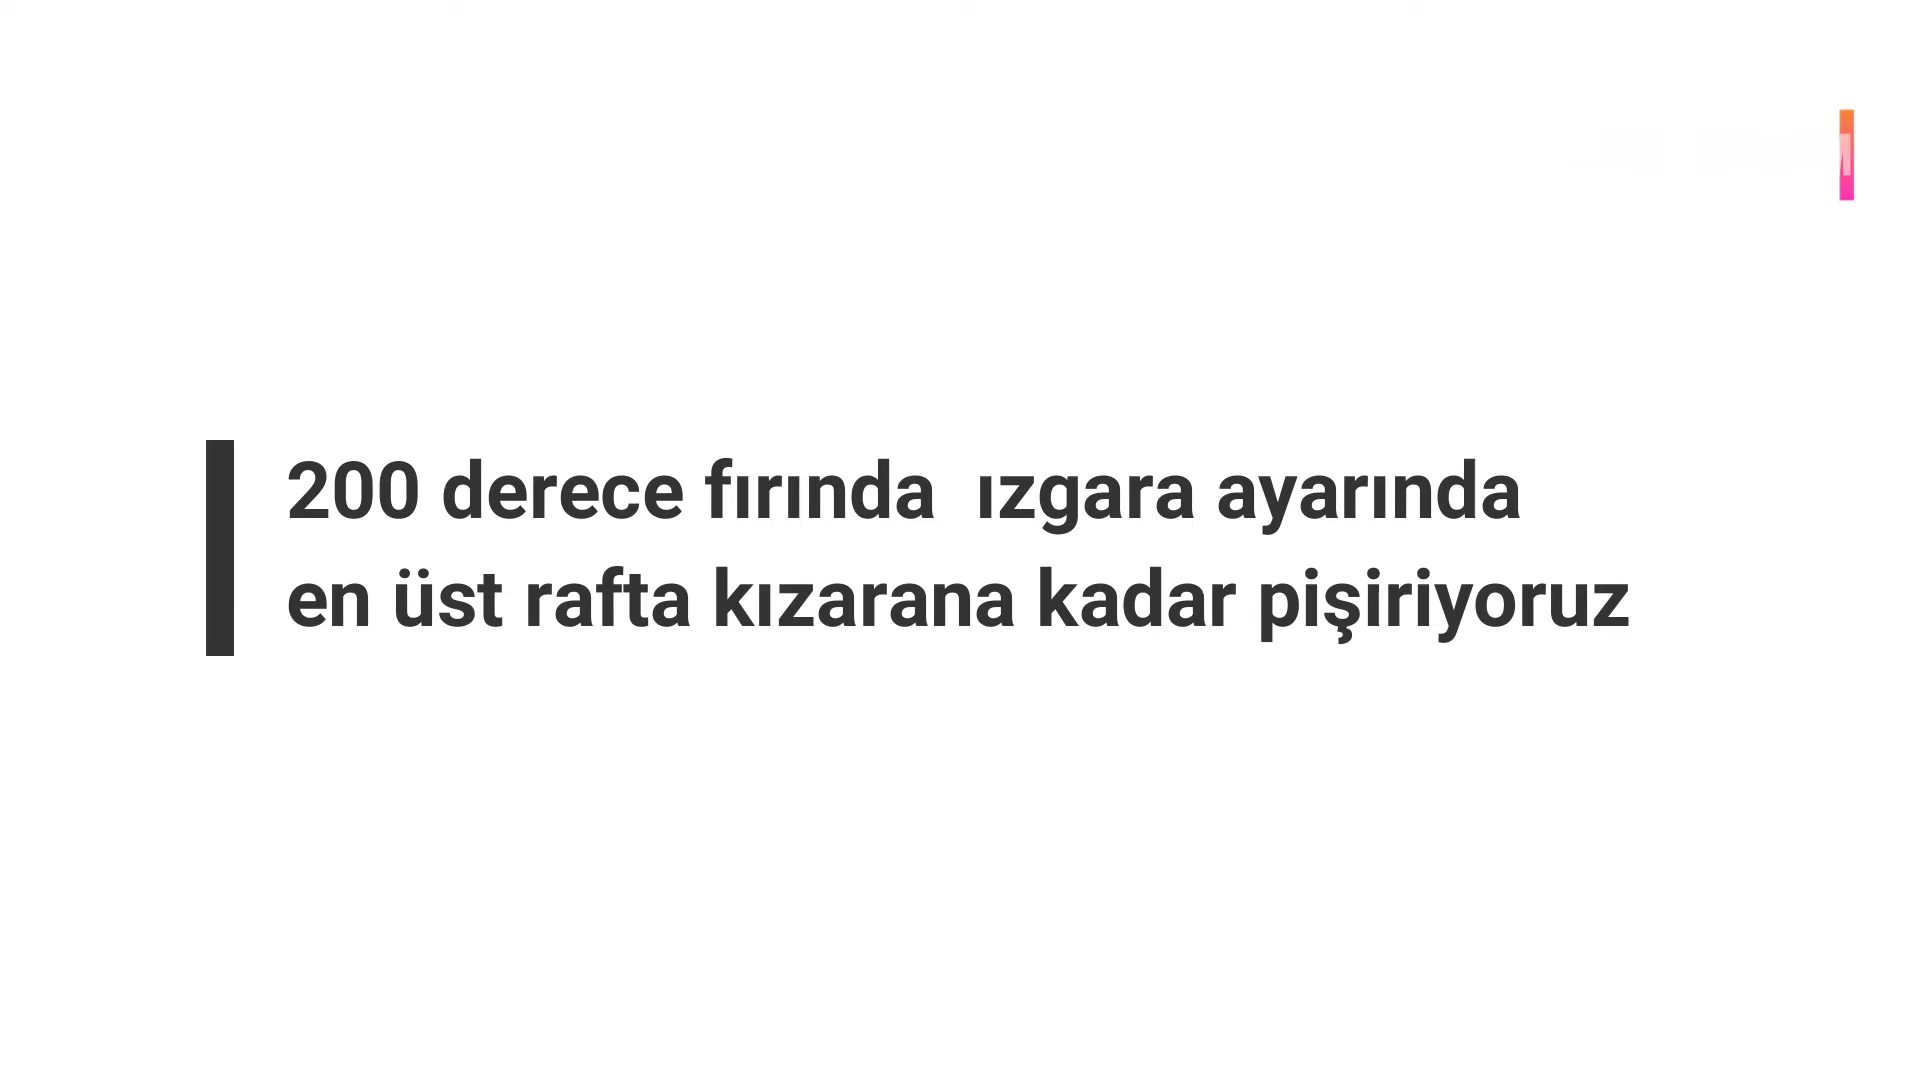 200 derece fırında  ızgara ayarında
en üst rafta kızarana kadar pişiriyoruz